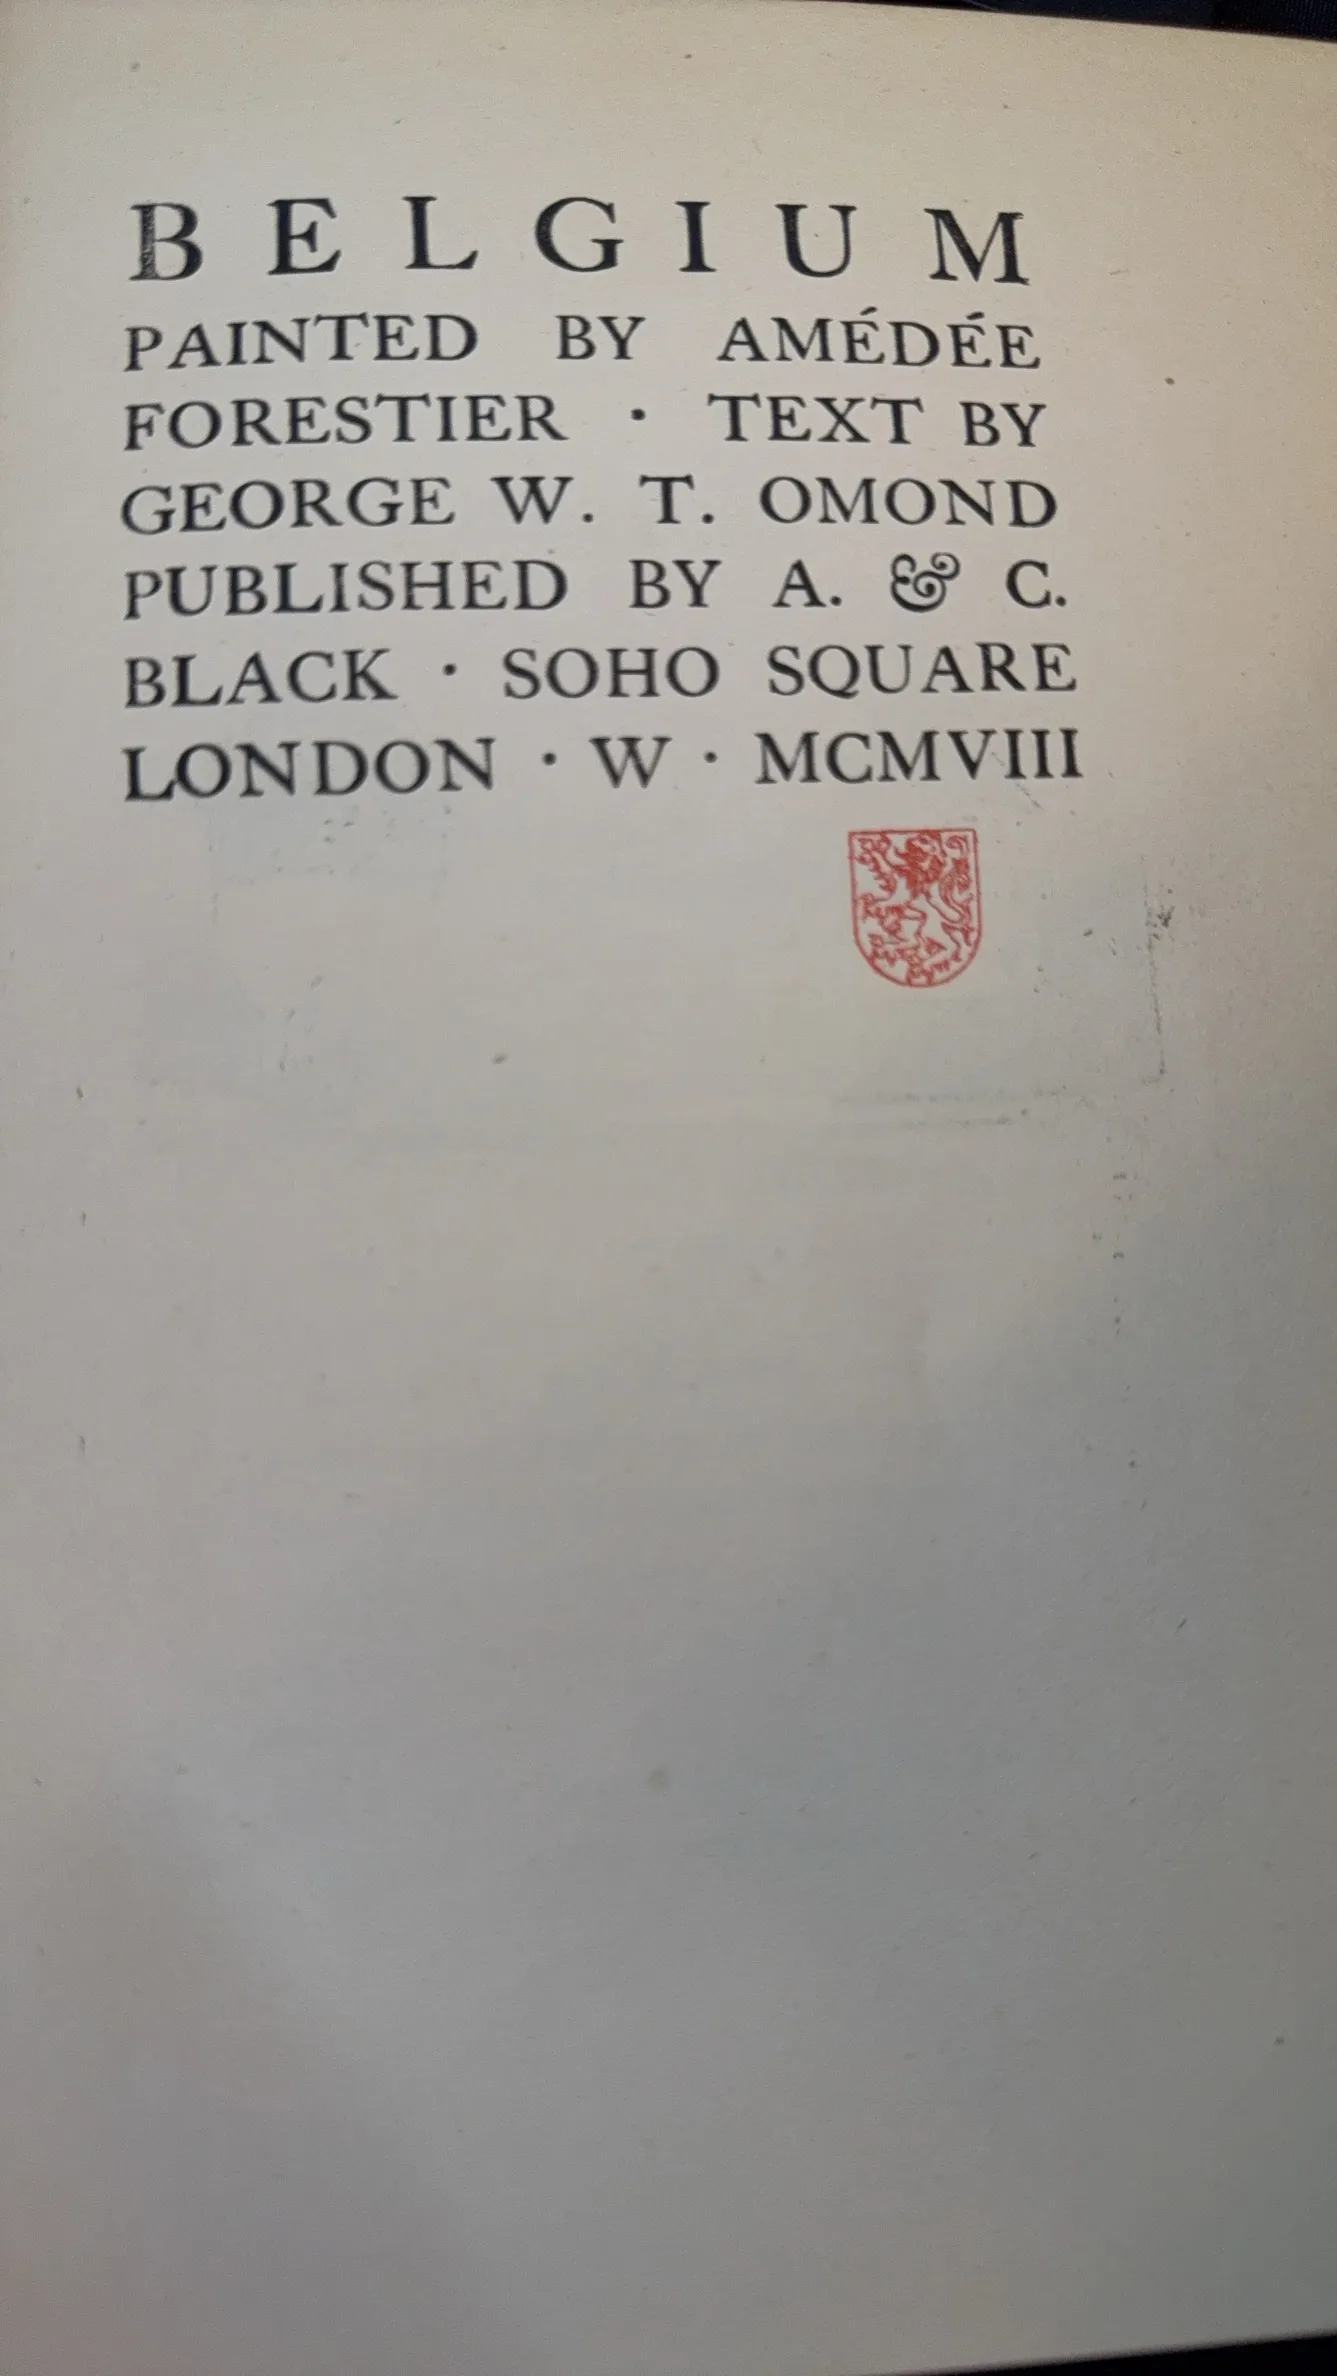 BELGIUM
PAINTED BY AMÉDÉE
FORESTIER · TEXT BY
GEORGE W. T. OMOND
PUBLISHED BY A. & C.
BLACK · SOHO SQUARE
LONDON · W · MCMVIII